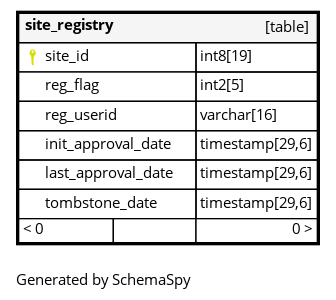 site_registry [table]
site_id int8[19]
reg_flag int2[5]
reg_userid varchar[16]
init_approval_date timestamp[29,6]
last_approval_date timestamp[29,6]
tombstone_date timestamp[29,6]
< 0 0 >
Generated by SchemaSpy